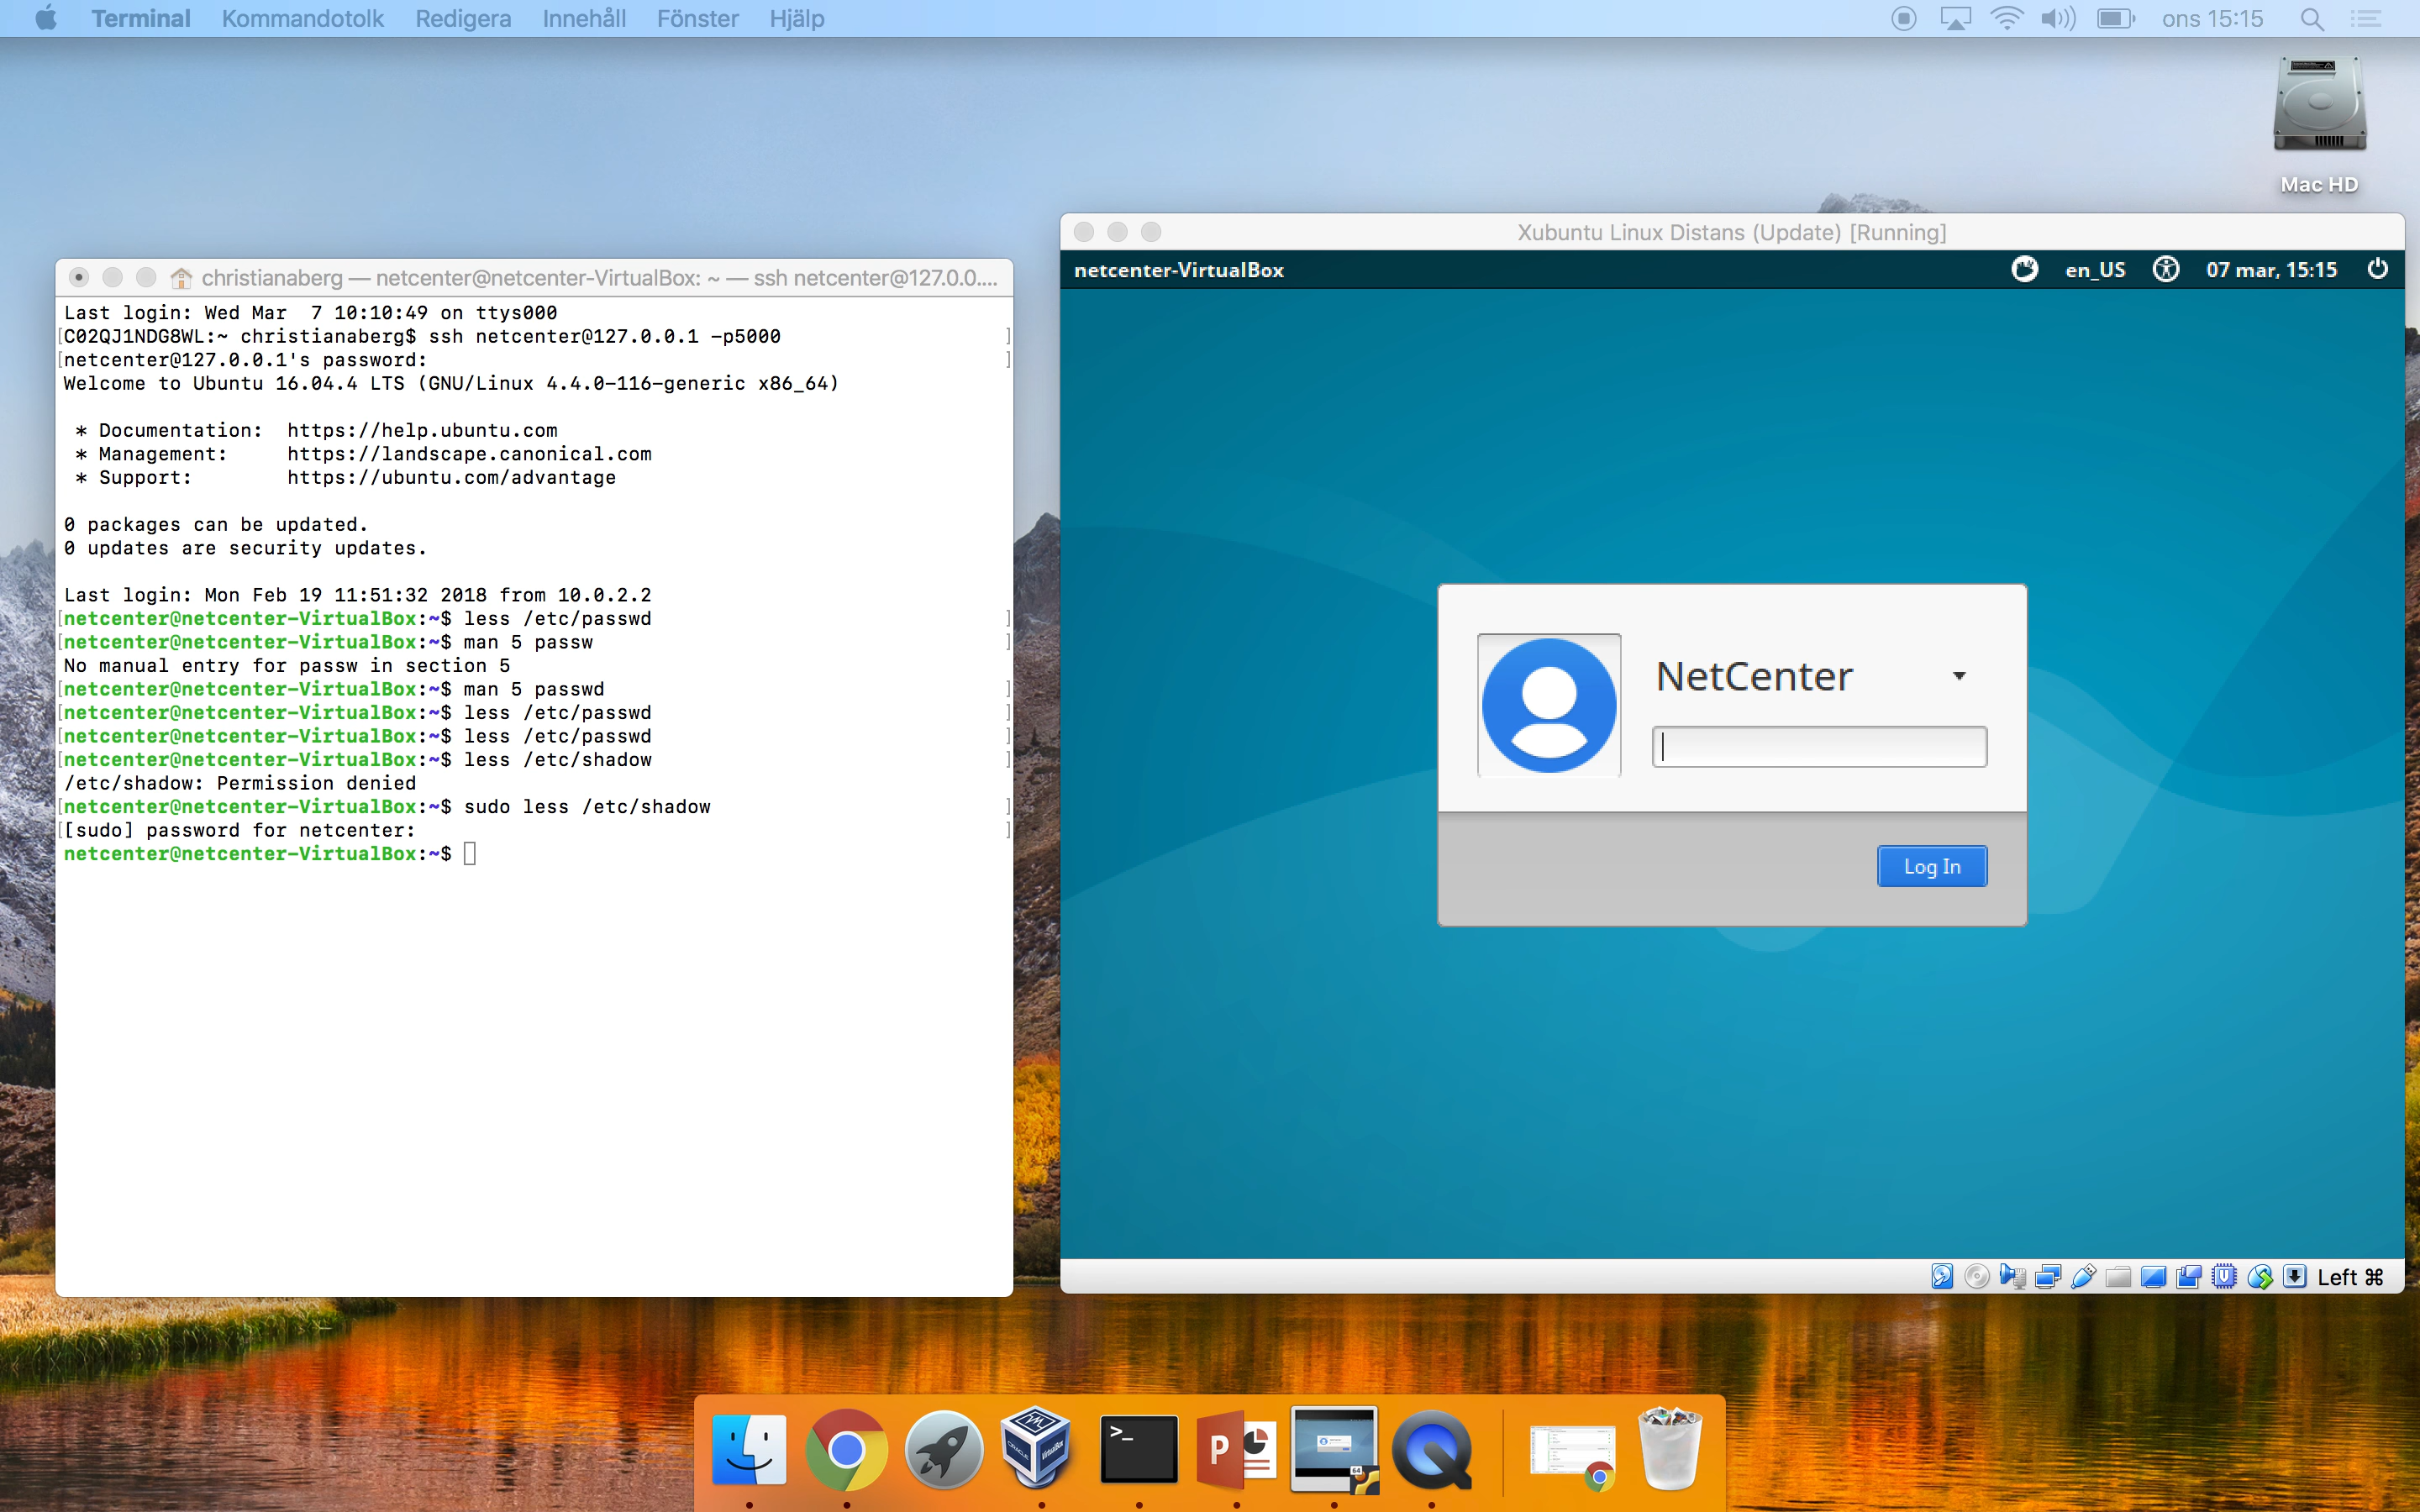 Terminal Kommandotolk Redigera Innehåll Fönster Hjälp ons 15:15
Mac HD
christianaberg — netcenter@netcenter-VirtualBox: ~ — ssh netcenter@127.0.0....
Last login: Wed Mar  7 10:10:49 on ttys000
[C02QJ1NDG8WL:~ christianaberg$ ssh netcenter@127.0.0.1 -p5000 ]
[netcenter@127.0.0.1's password: ]
Welcome to Ubuntu 16.04.4 LTS (GNU/Linux 4.4.0-116-generic x86_64)
* Documentation:  https://help.ubuntu.com
* Management:     https://landscape.canonical.com
* Support:        https://ubuntu.com/advantage
0 packages can be updated.
0 updates are security updates.
Last login: Mon Feb 19 11:51:32 2018 from 10.0.2.2
[netcenter@netcenter-VirtualBox:~$ less /etc/passwd ]
[netcenter@netcenter-VirtualBox:~$ man 5 passw ]
No manual entry for passw in section 5
[netcenter@netcenter-VirtualBox:~$ man 5 passwd ]
[netcenter@netcenter-VirtualBox:~$ less /etc/passwd ]
[netcenter@netcenter-VirtualBox:~$ less /etc/passwd ]
[netcenter@netcenter-VirtualBox:~$ less /etc/shadow ]
/etc/shadow: Permission denied
[netcenter@netcenter-VirtualBox:~$ sudo less /etc/shadow ]
[[sudo] password for netcenter: ]
netcenter@netcenter-VirtualBox:~$
Xubuntu Linux Distans (Update) [Running]
netcenter-VirtualBox en_US 07 mar, 15:15
NetCenter
Log In
Left ⌘